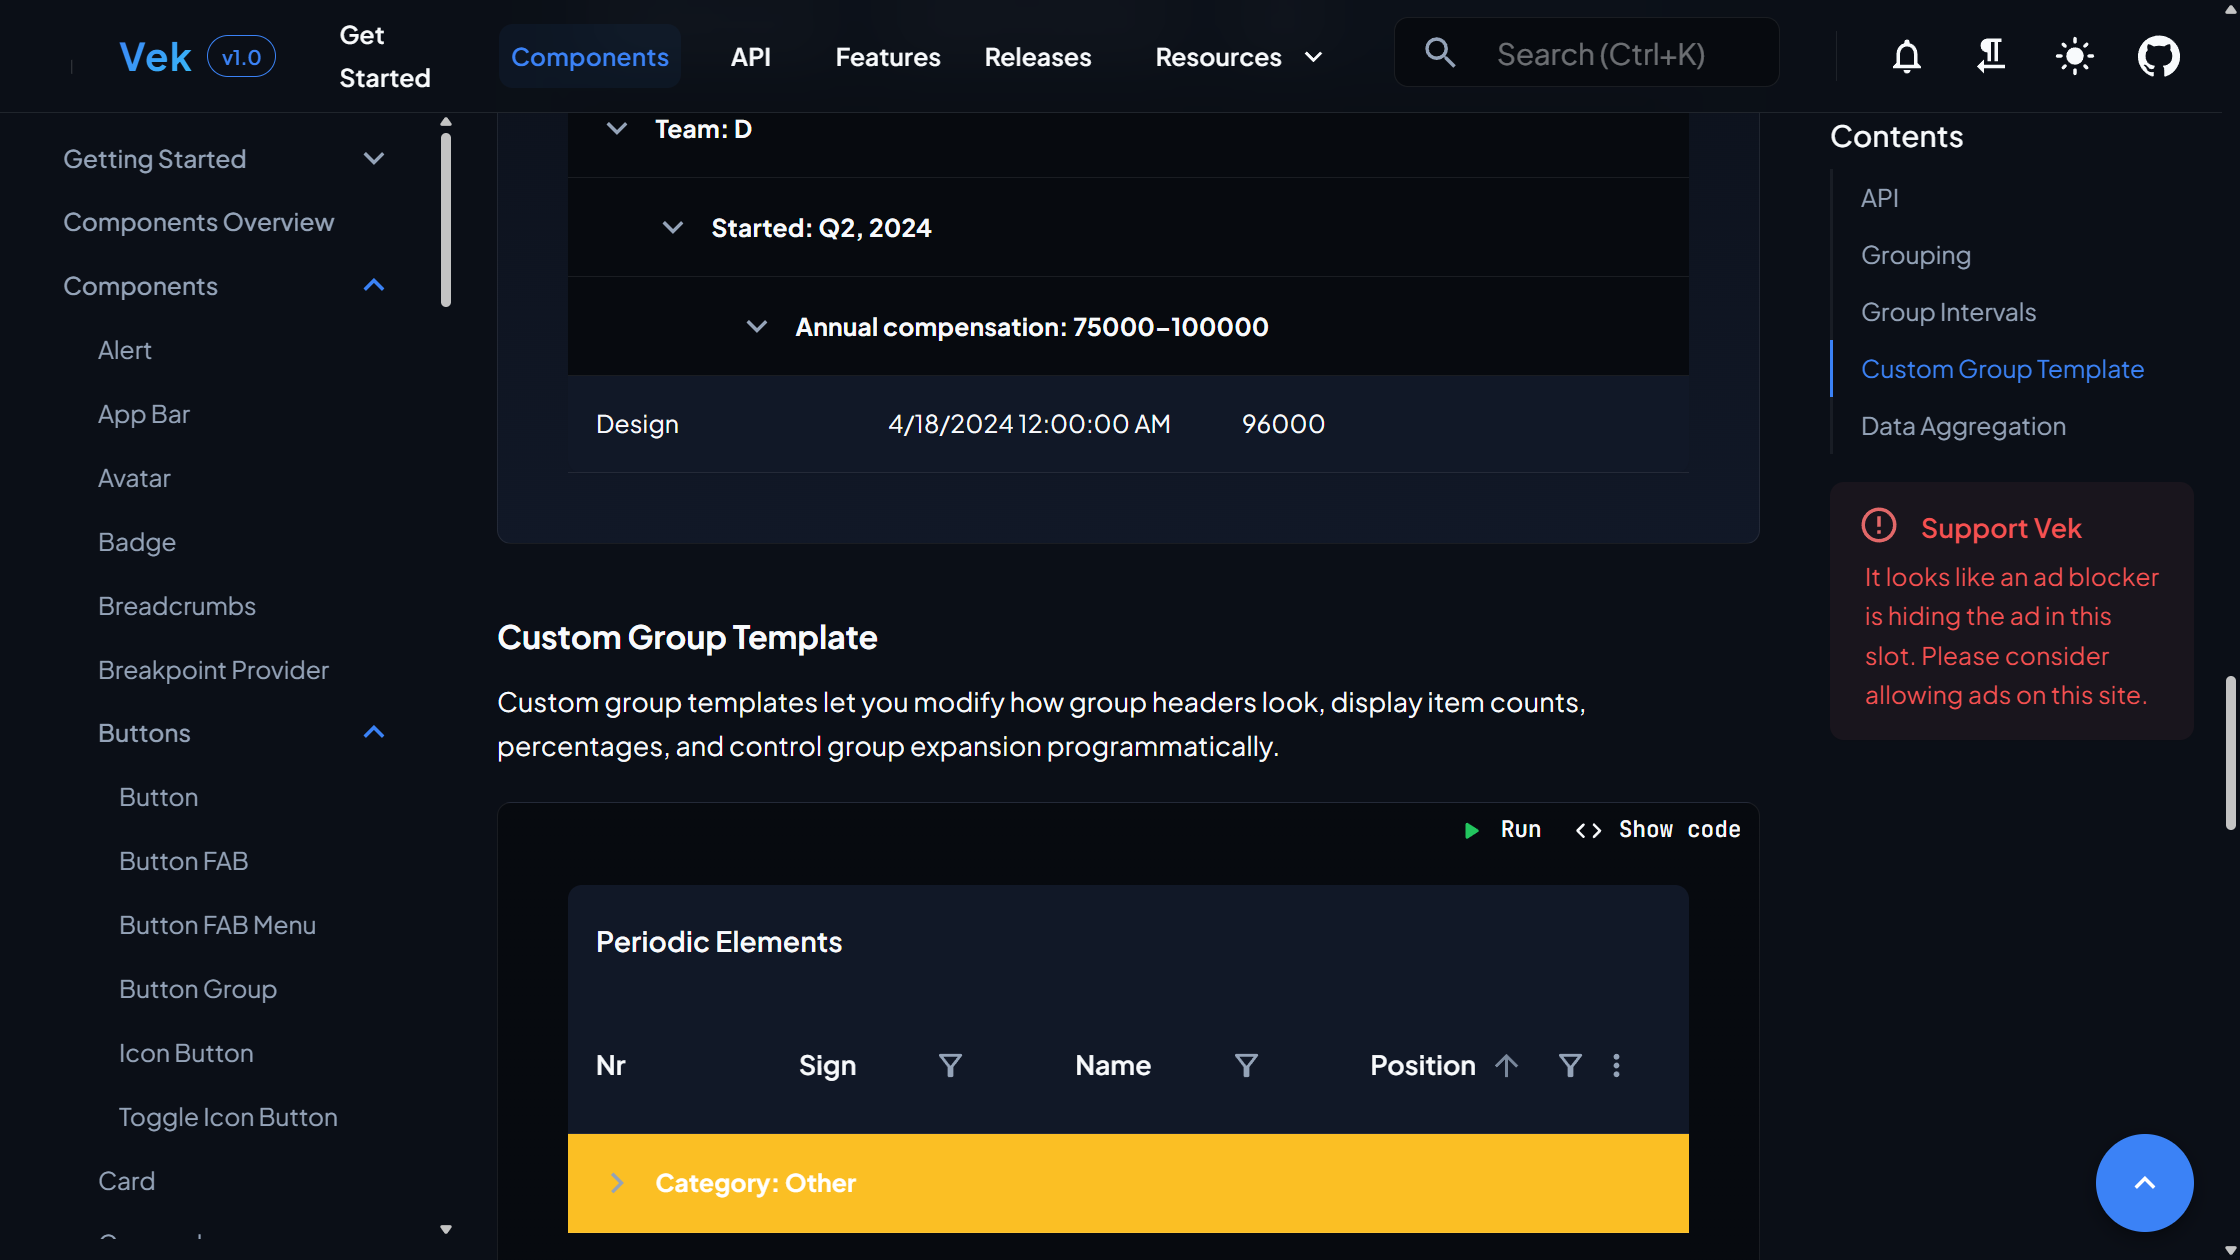 Vek v1.0
Get Started
Components
API
Features
Releases
Resources
Search (Ctrl+K)
Getting Started
Components Overview
Components
Alert
App Bar
Avatar
Badge
Breadcrumbs
Breakpoint Provider
Buttons
Button
Button FAB
Button FAB Menu
Button Group
Icon Button
Toggle Icon Button
Card
Team: D
Started: Q2, 2024
Annual compensation: 75000–100000
Design 4/18/2024 12:00:00 AM 96000
Custom Group Template
Custom group templates let you modify how group headers look, display item counts,
percentages, and control group expansion programmatically.
Run <> Show code
Periodic Elements
Nr Sign Name Position
Category: Other
Contents
API
Grouping
Group Intervals
Custom Group Template
Data Aggregation
Support Vek
It looks like an ad blocker
is hiding the ad in this
slot. Please consider
allowing ads on this site.